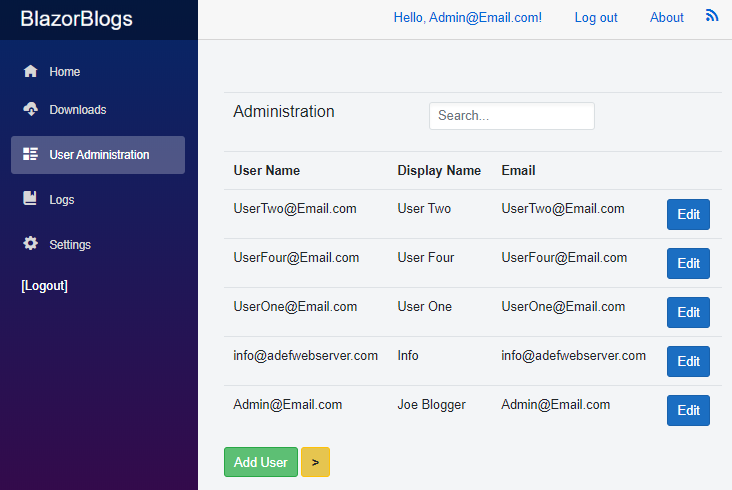 BlazorBlogs
Hello, Admin@Email.com! Log out About
Home
Downloads
User Administration
Logs
Settings
[Logout]
Administration Search...
User Name Display Name Email
UserTwo@Email.com User Two UserTwo@Email.com Edit
UserFour@Email.com User Four UserFour@Email.com Edit
UserOne@Email.com User One UserOne@Email.com Edit
info@adefwebserver.com Info info@adefwebserver.com Edit
Admin@Email.com Joe Blogger Admin@Email.com Edit
Add User >